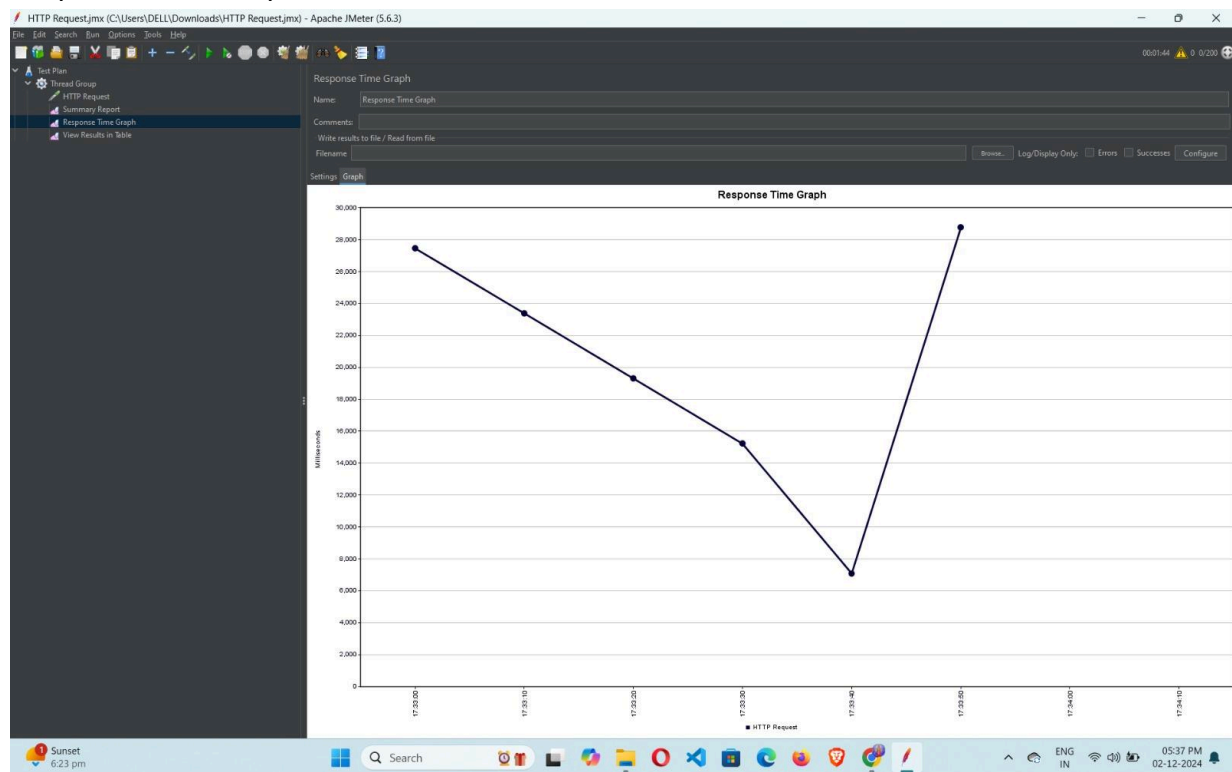 HTTP Request.jmx (C:\Users\DELL\Downloads\HTTP Request.jmx) - Apache JMeter (5.6.3)
File Edit Search Run Options Tools Help
00:01:44 0 0/200
Test Plan
Thread Group
HTTP Request
Summary Report
Response Time Graph
View Results in Table
Response Time Graph
Name: Response Time Graph
Comments:
Write results to file / Read from file
Filename Browse... Log/Display Only: Errors Successes Configure
Settings Graph
Response Time Graph
30,000
28,000
26,000
24,000
22,000
20,000
18,000
16,000
14,000
12,000
10,000
8,000
6,000
4,000
2,000
0
Milliseconds
17:33:00 17:33:10 17:33:20 17:33:30 17:33:40 17:33:50 17:34:00 17:34:10
HTTP Request
1 Sunset
6:23 pm
Search
ENG
IN
03:37 PM
02-12-2024